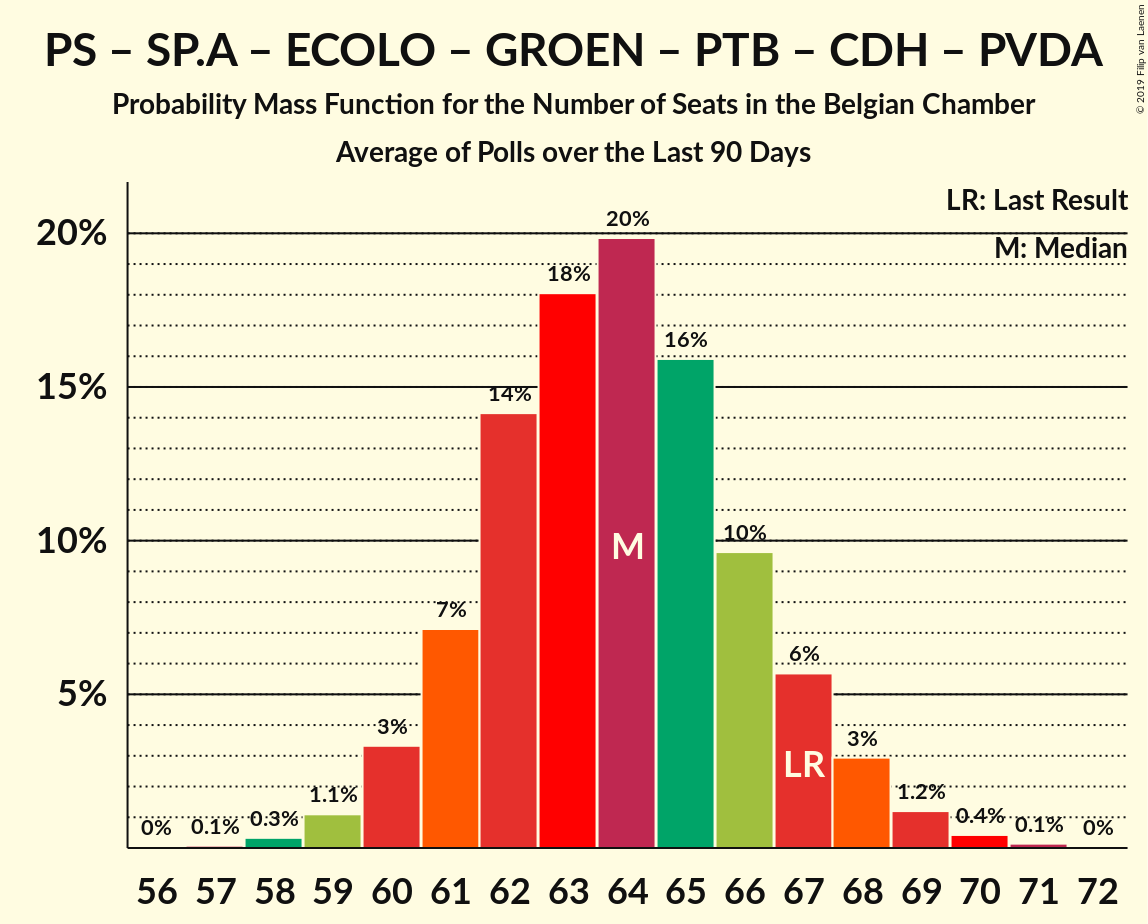 PS – SP.A – ECOLO – GROEN – PTB – CDH – PVDA
Probability Mass Function for the Number of Seats in the Belgian Chamber
Average of Polls over the Last 90 Days
© 2019 Filip van Laenen
LR: Last Result
M: Median
20%
15%
10%
5%
0% 0.1% 0.3% 1.1% 3% 7% 14% 18% 20% 16% 10% 6% 3% 1.2% 0.4% 0.1% 0%
M
LR
56 57 58 59 60 61 62 63 64 65 66 67 68 69 70 71 72